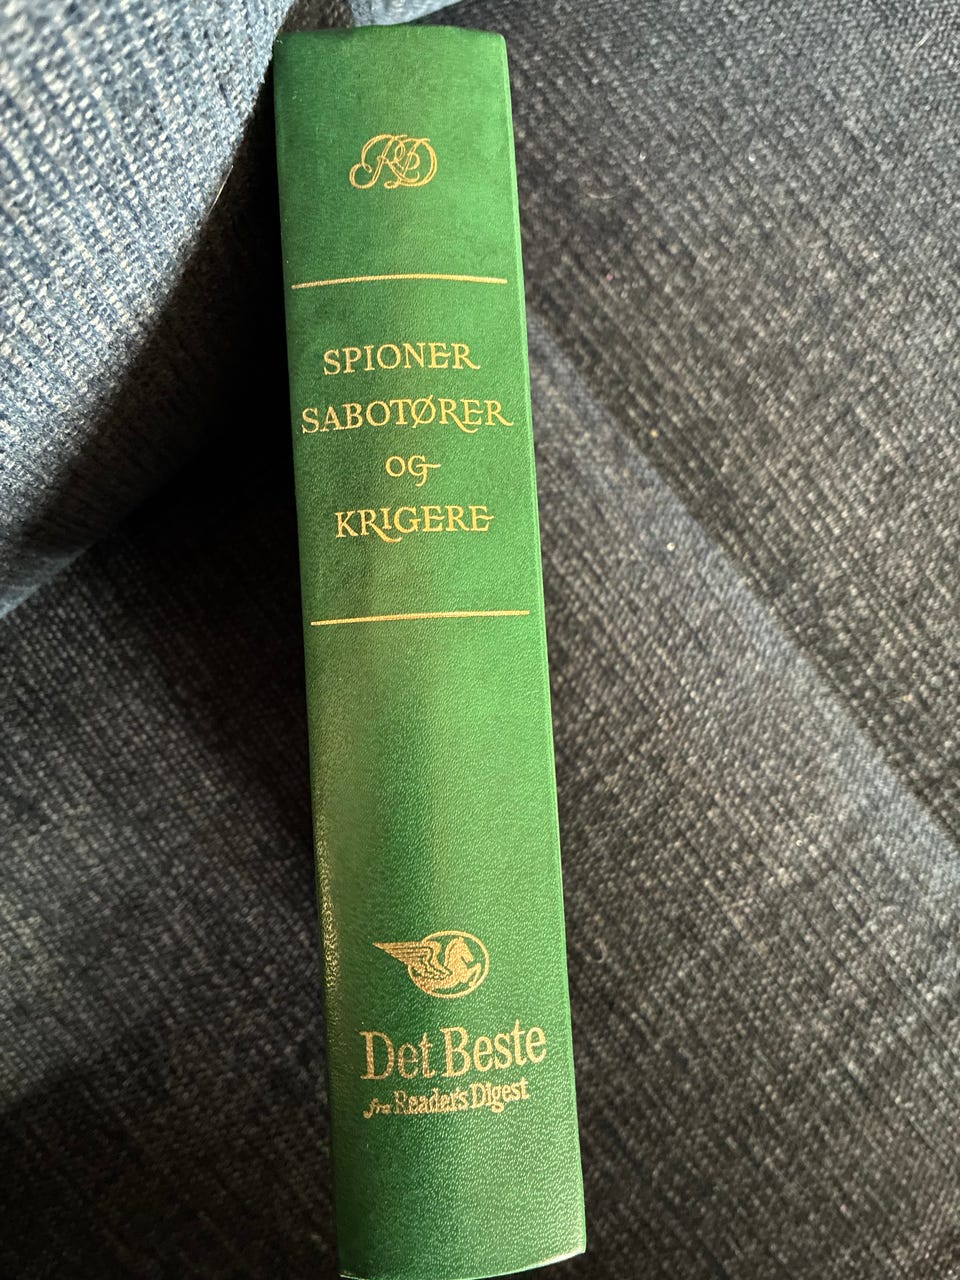 RD
SPIONER
SABOTØRER
OG
KRIGERE
Det Beste
fra Reader's Digest